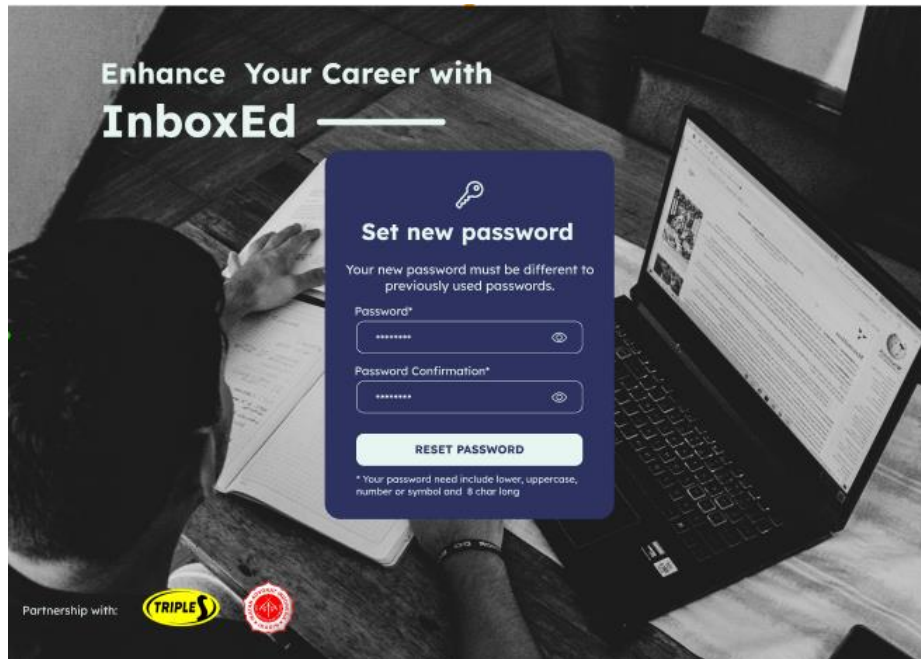 Enhance Your Career with
InboxEd
Set new password
Your new password must be different to
previously used passwords.
Password*
********
Password Confirmation*
********
RESET PASSWORD
* Your password need include lower, uppercase,
number or symbol and 8 char long
Partnership with:
TRIPLE S